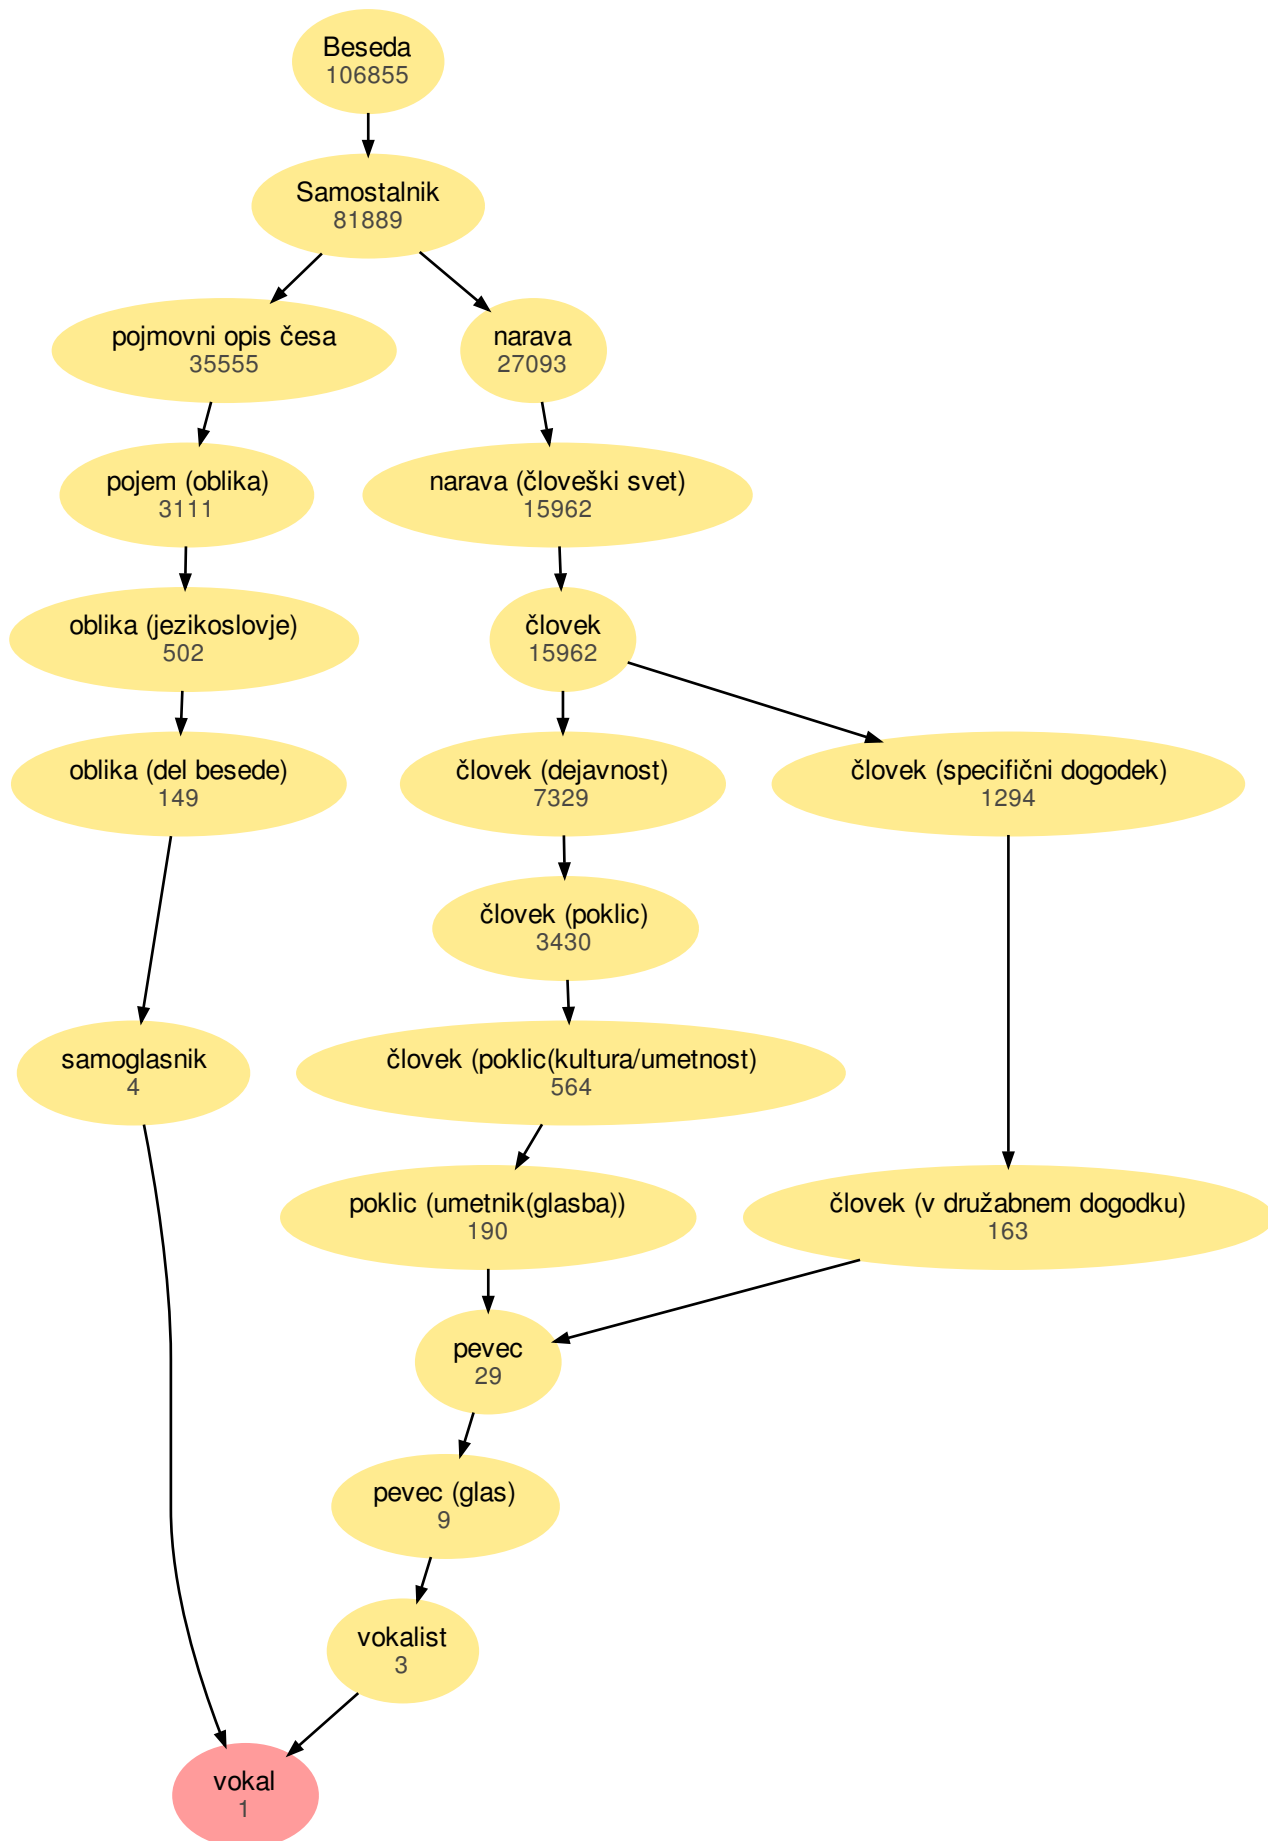 Beseda
106855
Samostalnik
81889
pojmovni opis česa
35555
narava
27093
pojem (oblika)
3111
narava (človeški svet)
15962
oblika (jezikoslovje)
502
človek
15962
oblika (del besede)
149
človek (dejavnost)
7329
človek (specifični dogodek)
1294
človek (poklic)
3430
samoglasnik
4
človek (poklic(kultura/umetnost)
564
poklic (umetnik(glasba))
190
človek (v družabnem dogodku)
163
pevec
29
pevec (glas)
9
vokalist
3
vokal
1